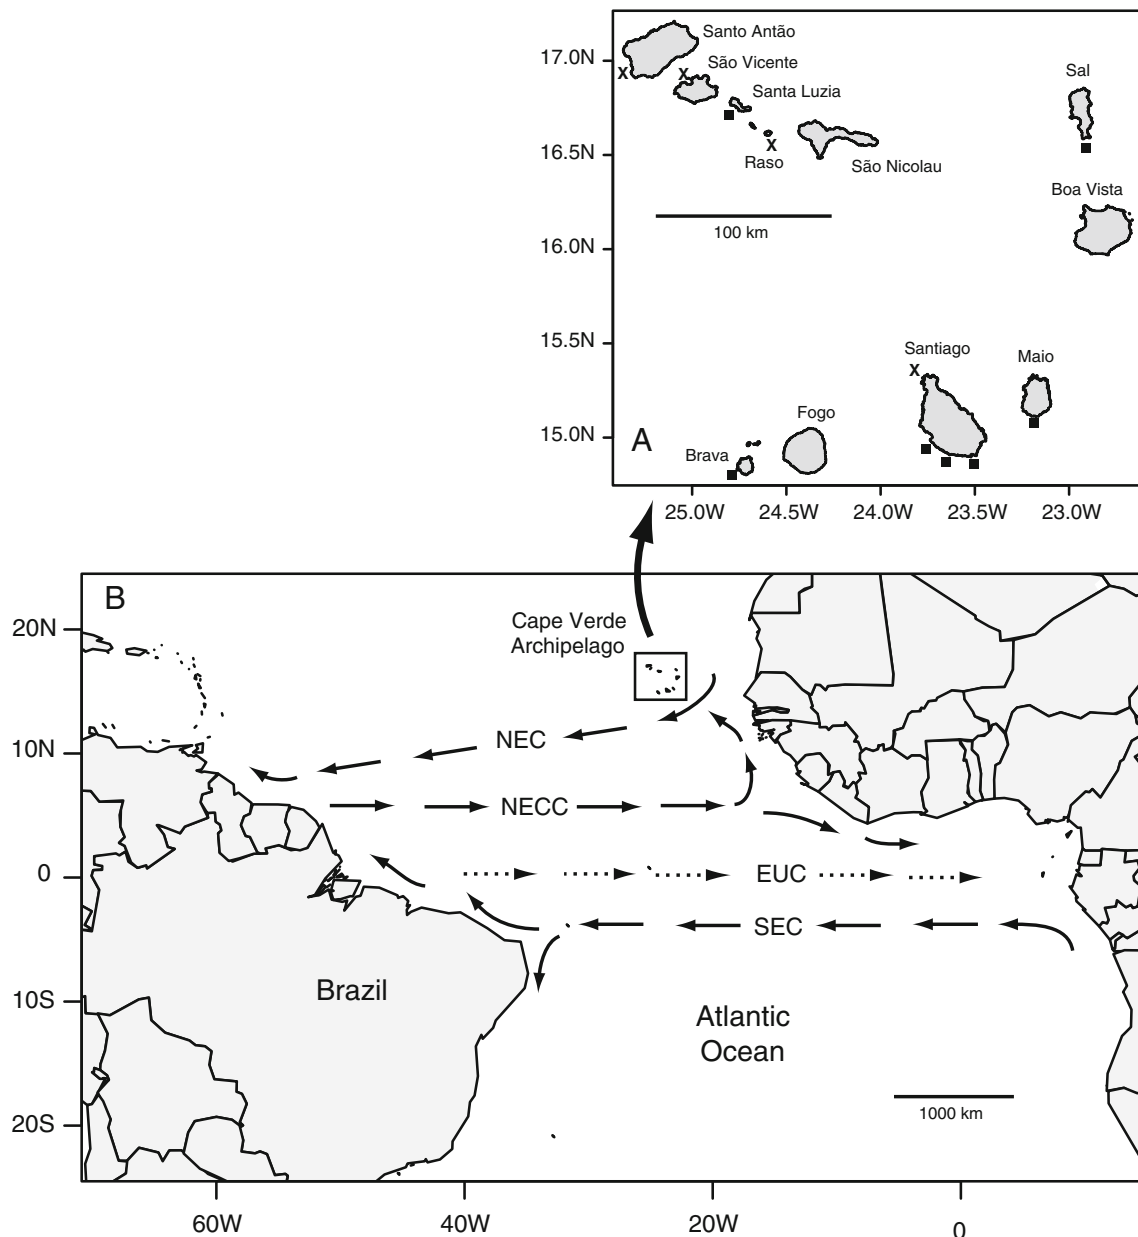 Santo Antão
17.0N
São Vicente
Sal
X
X
Santa Luzia
X
16.5N
Raso
São Nicolau
Boa Vista
100 km
16.0N
15.5N
Santiago
Maio
X
Fogo
15.0N
A
Brava
25.0W
24.5W
24.0W
23.5W
23.0W
B
20N
Cape Verde
Archipelago
NEC
10N
NECC
0
EUC
SEC
Brazil
10S
Atlantic
Ocean
1000 km
20S
60W
40W
20W
0